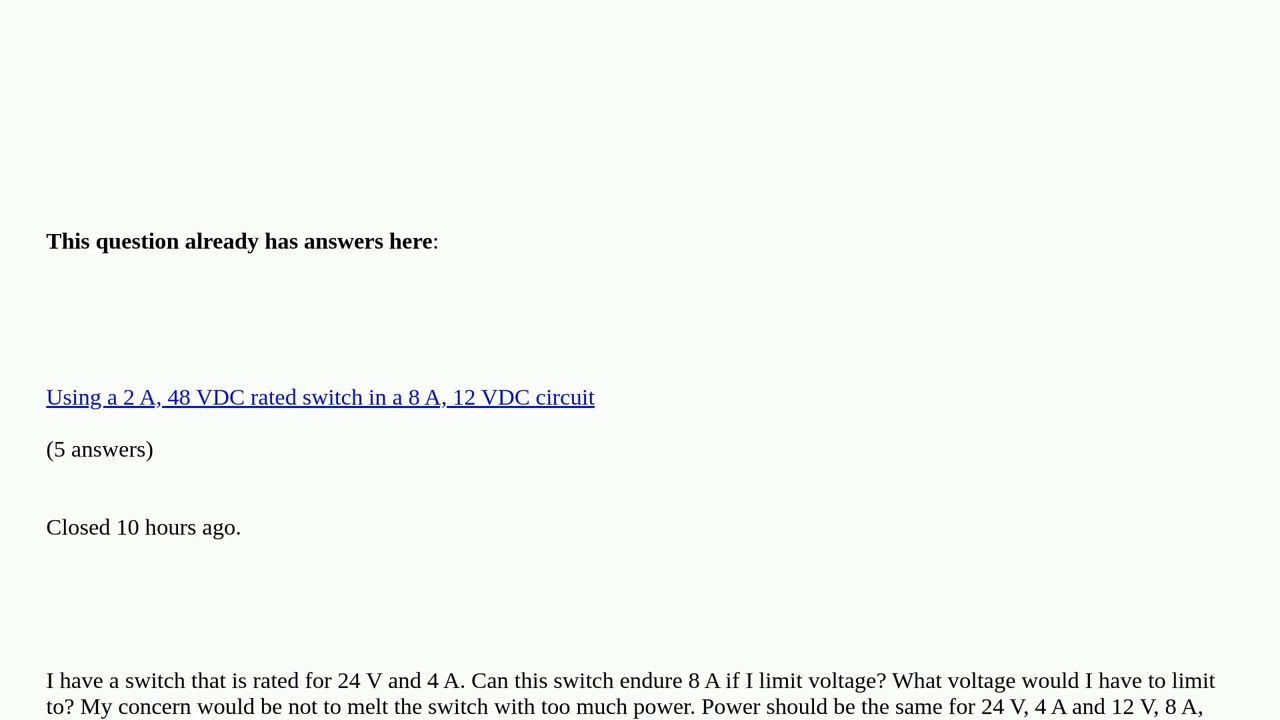 This question already has answers here:
Using a 2 A, 48 VDC rated switch in a 8 A, 12 VDC circuit
(5 answers)
Closed 10 hours ago.
I have a switch that is rated for 24 V and 4 A. Can this switch endure 8 A if I limit voltage? What voltage would I have to limit
to? My concern would be not to melt the switch with too much power. Power should be the same for 24 V, 4 A and 12 V, 8 A,